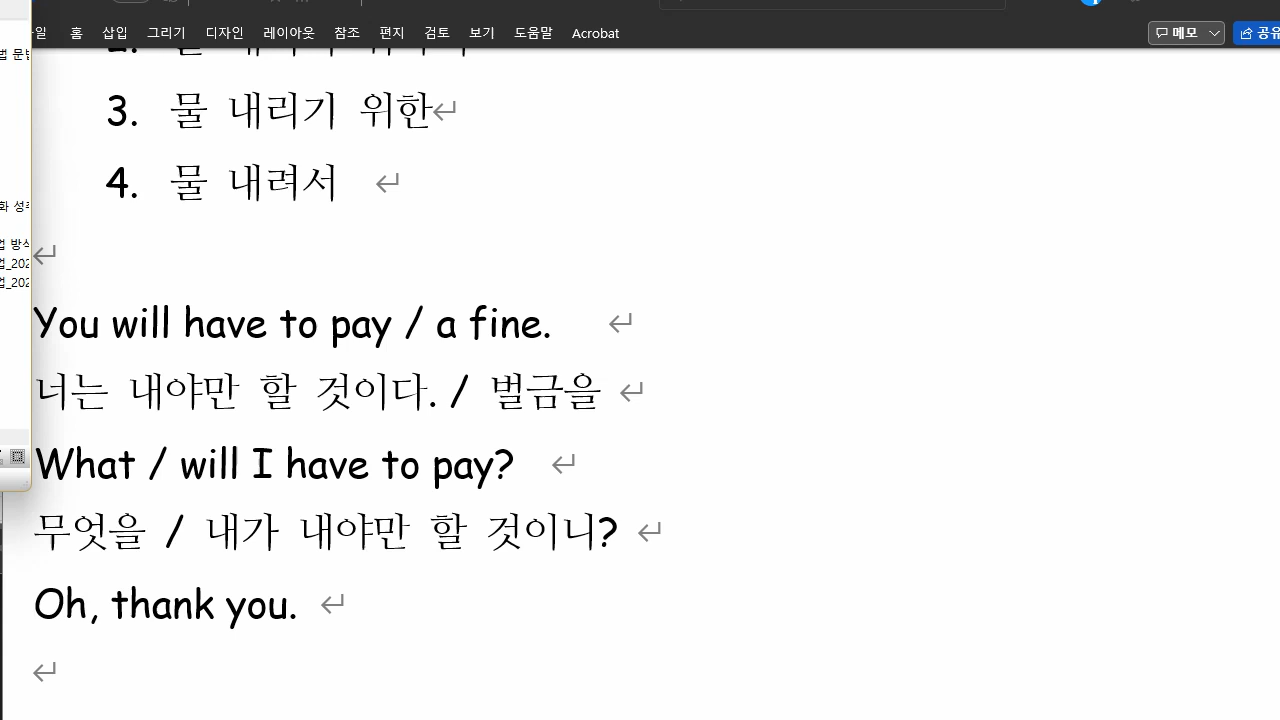 홈 삽입 그리기 디자인 레이아웃 참조 편지 검토 보기 도움말 Acrobat 메모 공유
3. 물 내리기 위한
4. 물 내려서
You will have to pay / a fine.
너는 내야만 할 것이다. / 벌금을
What / will I have to pay?
무엇을 / 내가 내야만 할 것이니?
Oh, thank you.